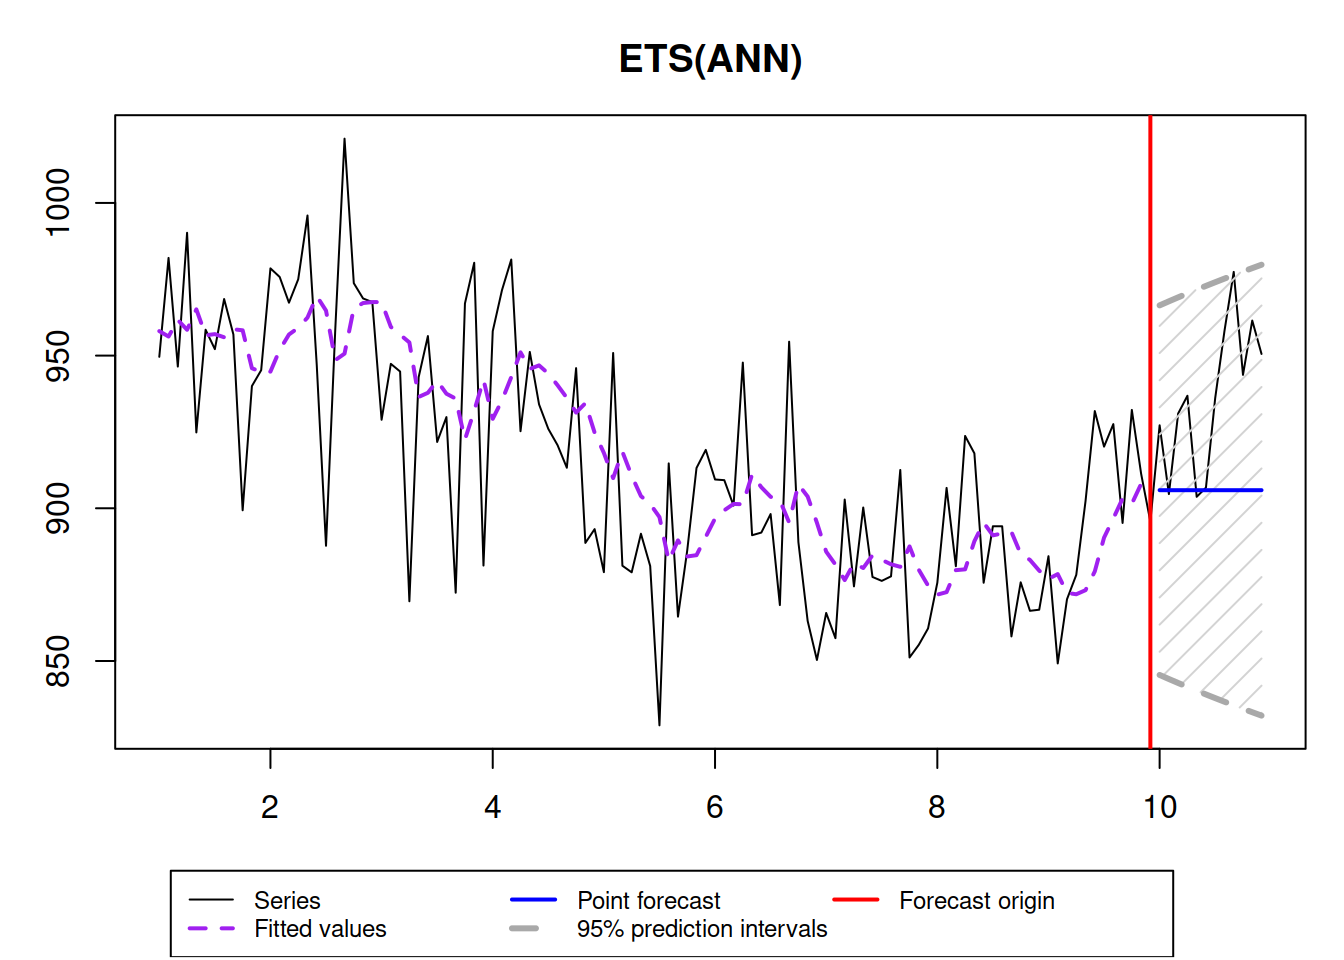 ETS(ANN)
1000
950
900
850
2 4 6 8 10
Series Point forecast Forecast origin
Fitted values 95% prediction intervals